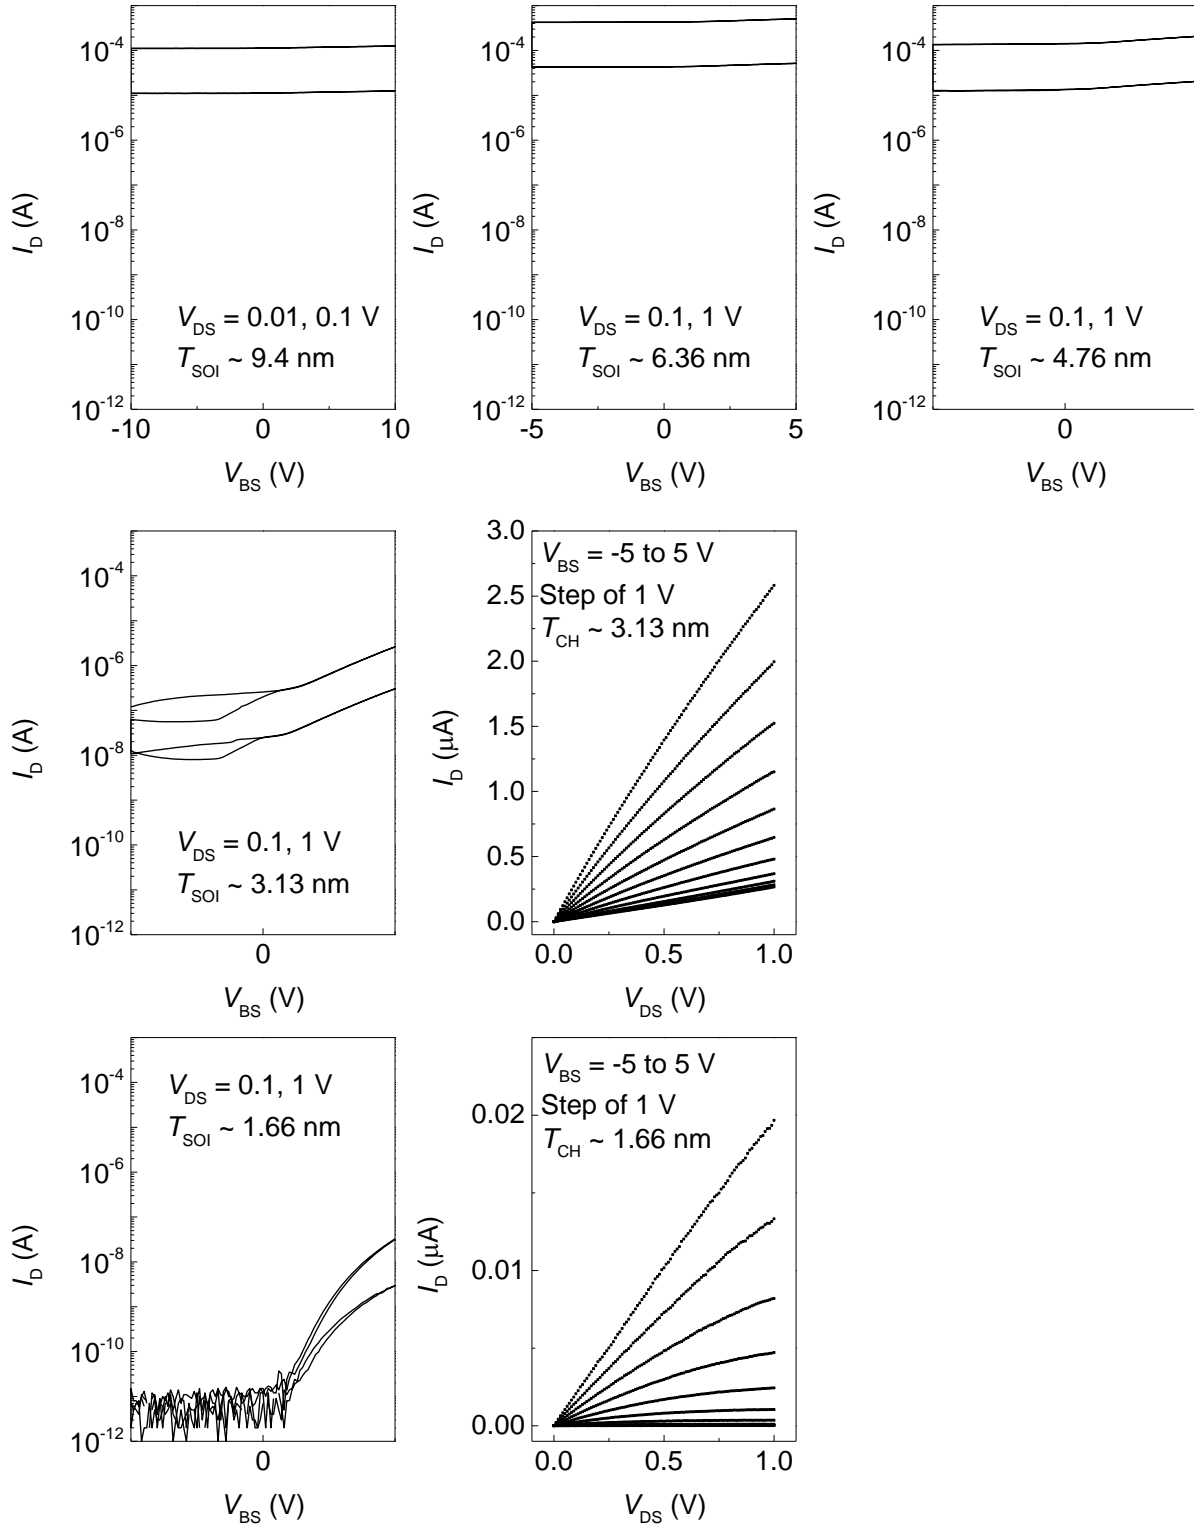 10⁻⁴
10⁻⁶
10⁻⁸
10⁻¹⁰
10⁻¹²
I_D (A)
V_DS = 0.01, 0.1 V
T_SOI ~ 9.4 nm
-10 0 10
V_BS (V)
10⁻⁴
10⁻⁶
10⁻⁸
10⁻¹⁰
10⁻¹²
I_D (A)
V_DS = 0.1, 1 V
T_SOI ~ 6.36 nm
-5 0 5
V_BS (V)
10⁻⁴
10⁻⁶
10⁻⁸
10⁻¹⁰
10⁻¹²
I_D (A)
V_DS = 0.1, 1 V
T_SOI ~ 4.76 nm
0
V_BS (V)
10⁻⁴
10⁻⁶
10⁻⁸
10⁻¹⁰
10⁻¹²
I_D (A)
V_DS = 0.1, 1 V
T_SOI ~ 3.13 nm
0
V_BS (V)
3.0
2.5
2.0
1.5
1.0
0.5
0.0
I_D (μA)
V_BS = -5 to 5 V
Step of 1 V
T_CH ~ 3.13 nm
0.0 0.5 1.0
V_DS (V)
10⁻⁴
10⁻⁶
10⁻⁸
10⁻¹⁰
10⁻¹²
I_D (A)
V_DS = 0.1, 1 V
T_SOI ~ 1.66 nm
0
V_BS (V)
0.02
0.01
0.00
I_D (μA)
V_BS = -5 to 5 V
Step of 1 V
T_CH ~ 1.66 nm
0.0 0.5 1.0
V_DS (V)